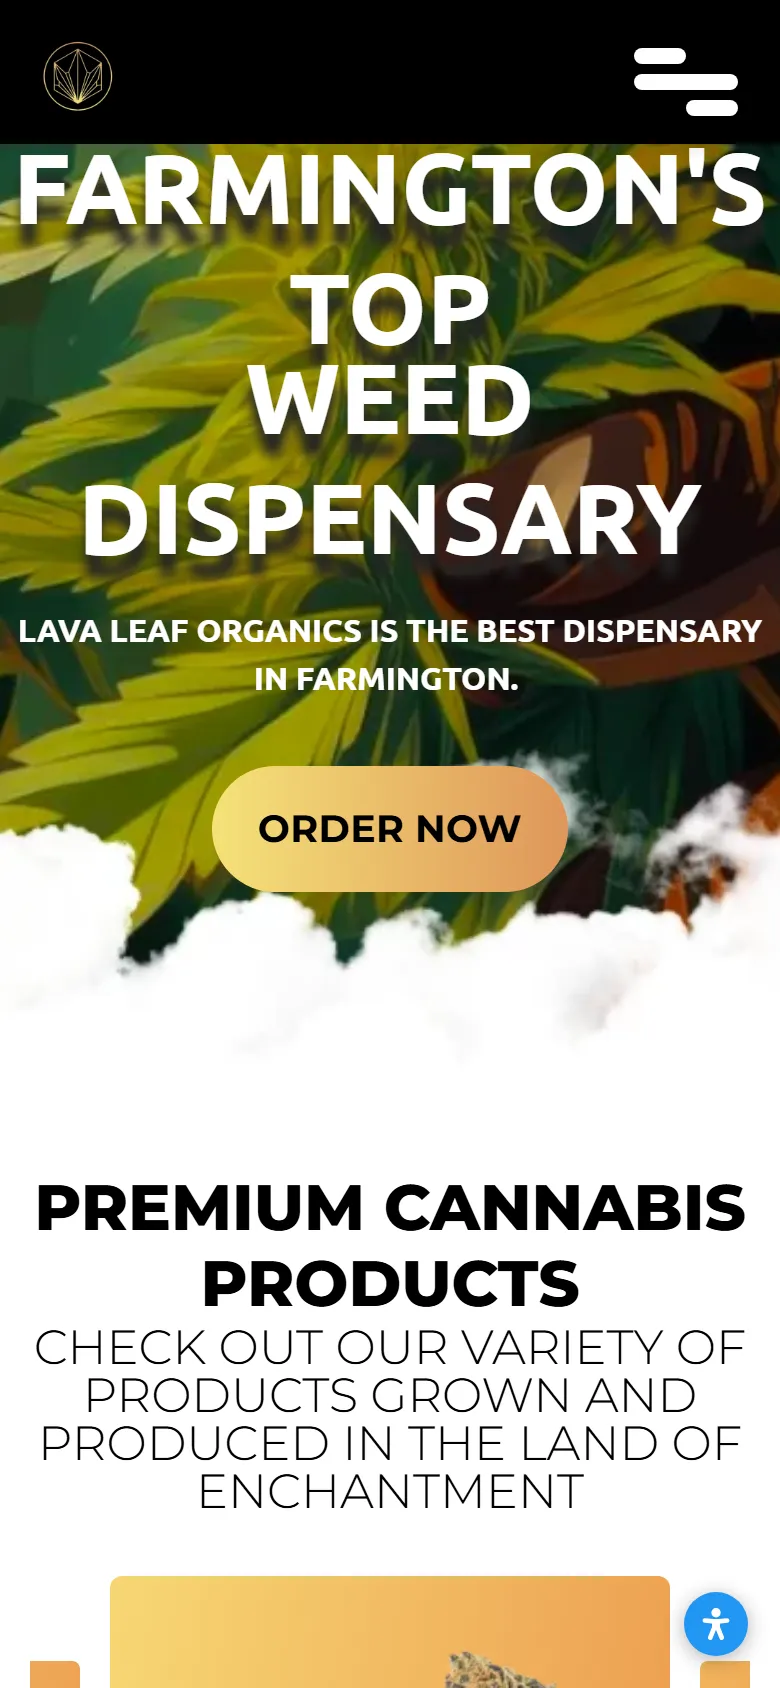 FARMINGTON'S
TOP
WEED
DISPENSARY
LAVA LEAF ORGANICS IS THE BEST DISPENSARY
IN FARMINGTON.
ORDER NOW
PREMIUM CANNABIS
PRODUCTS
CHECK OUT OUR VARIETY OF
PRODUCTS GROWN AND
PRODUCED IN THE LAND OF
ENCHANTMENT